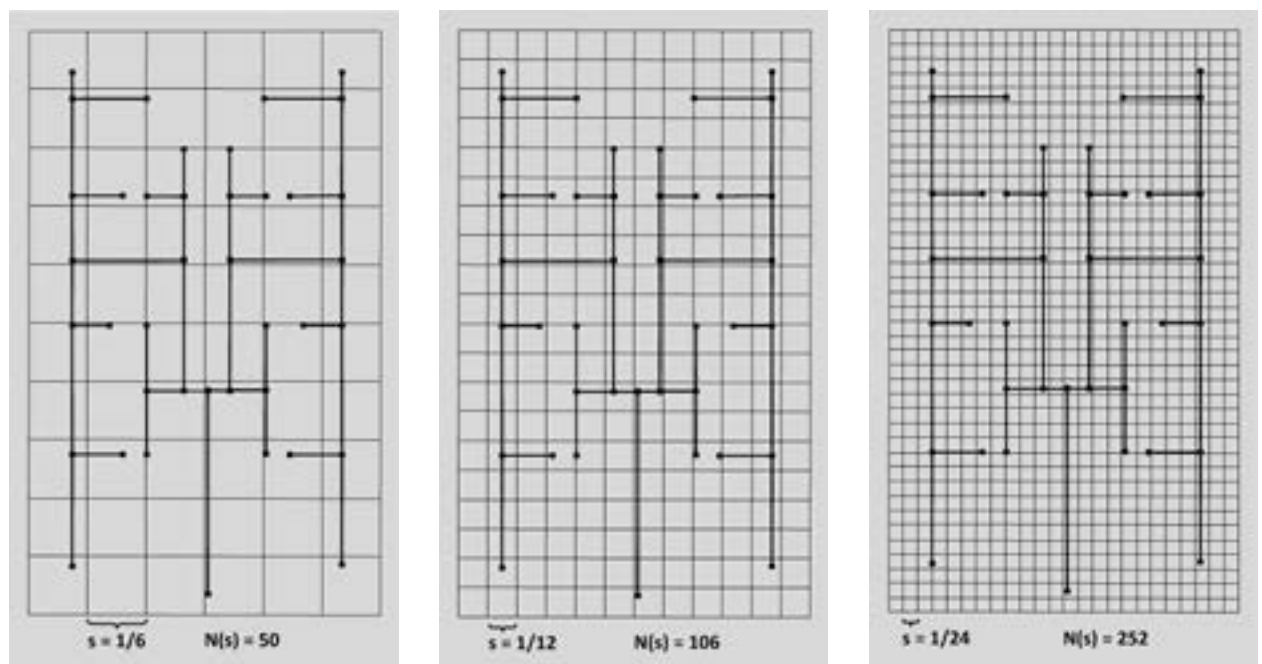 s = 1/6 N(s) = 50
s = 1/12 N(s) = 106
s = 1/24 N(s) = 252